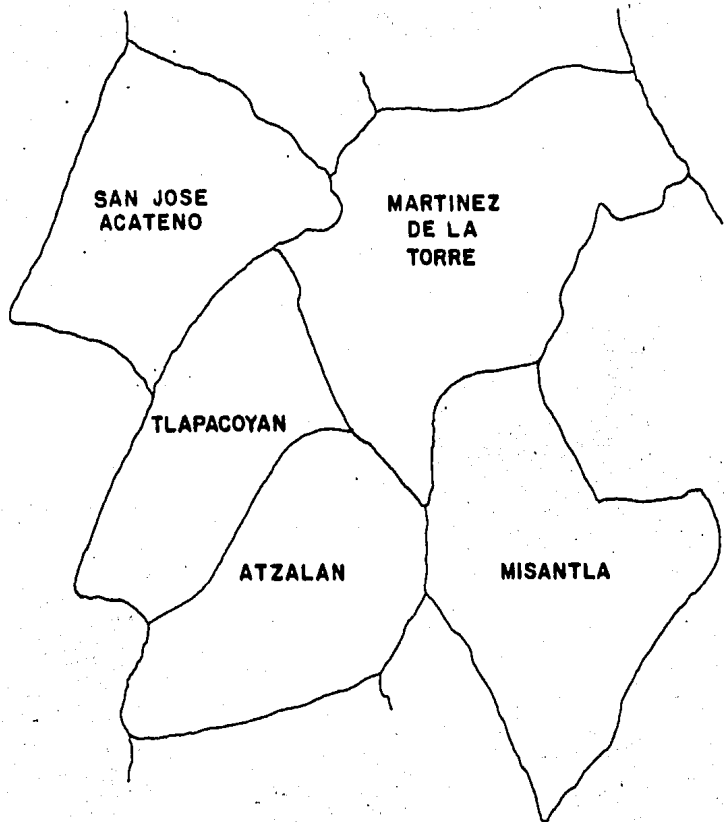 SAN JOSE
ACATENO
MARTINEZ
DE LA
TORRE
TLAPACOYAN
ATZALAN
MISANTLA